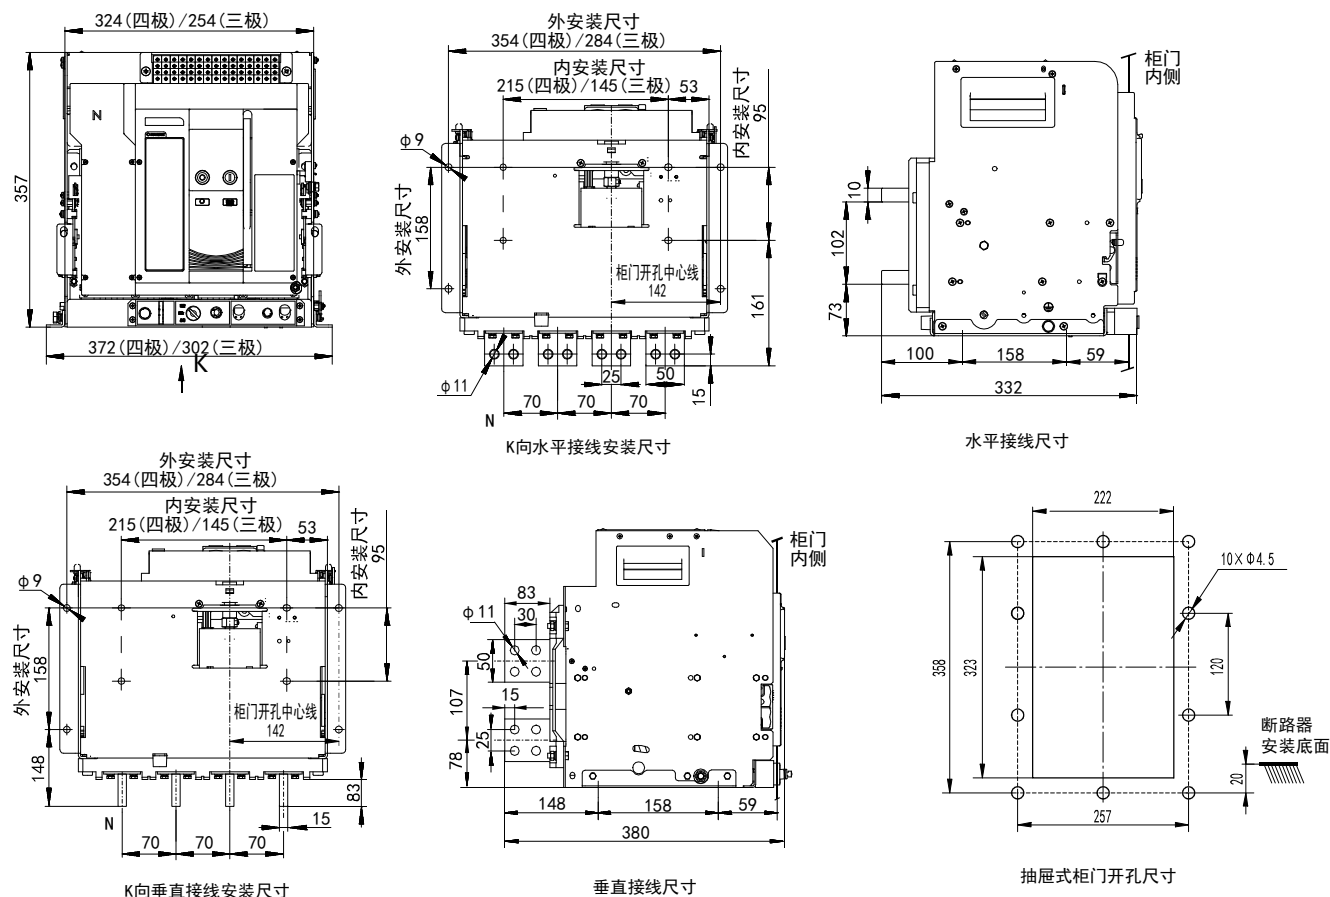 324(四极)/254(三极)
357
N
372(四极)/302(三极)
K
外安装尺寸
354(四极)/284(三极)
内安装尺寸
215(四极)/145(三极)
53
内安装尺寸
95
φ9
外安装尺寸
158
柜门开孔中心线
142
161
φ11
25
50
15
70
70
70
N
K向水平接线安装尺寸
柜门
内侧
10
102
73
100
158
59
332
水平接线尺寸
外安装尺寸
354(四极)/284(三极)
内安装尺寸
215(四极)/145(三极)
53
内安装尺寸
95
φ9
外安装尺寸
158
柜门开孔中心线
142
148
83
N
15
70
70
70
K向垂直接线安装尺寸
柜门
内侧
83
φ11
30
50
15
107
25
78
148
158
59
380
垂直接线尺寸
222
10×Φ4.5
358
323
120
断路器
安装底面
20
257
抽屉式柜门开孔尺寸